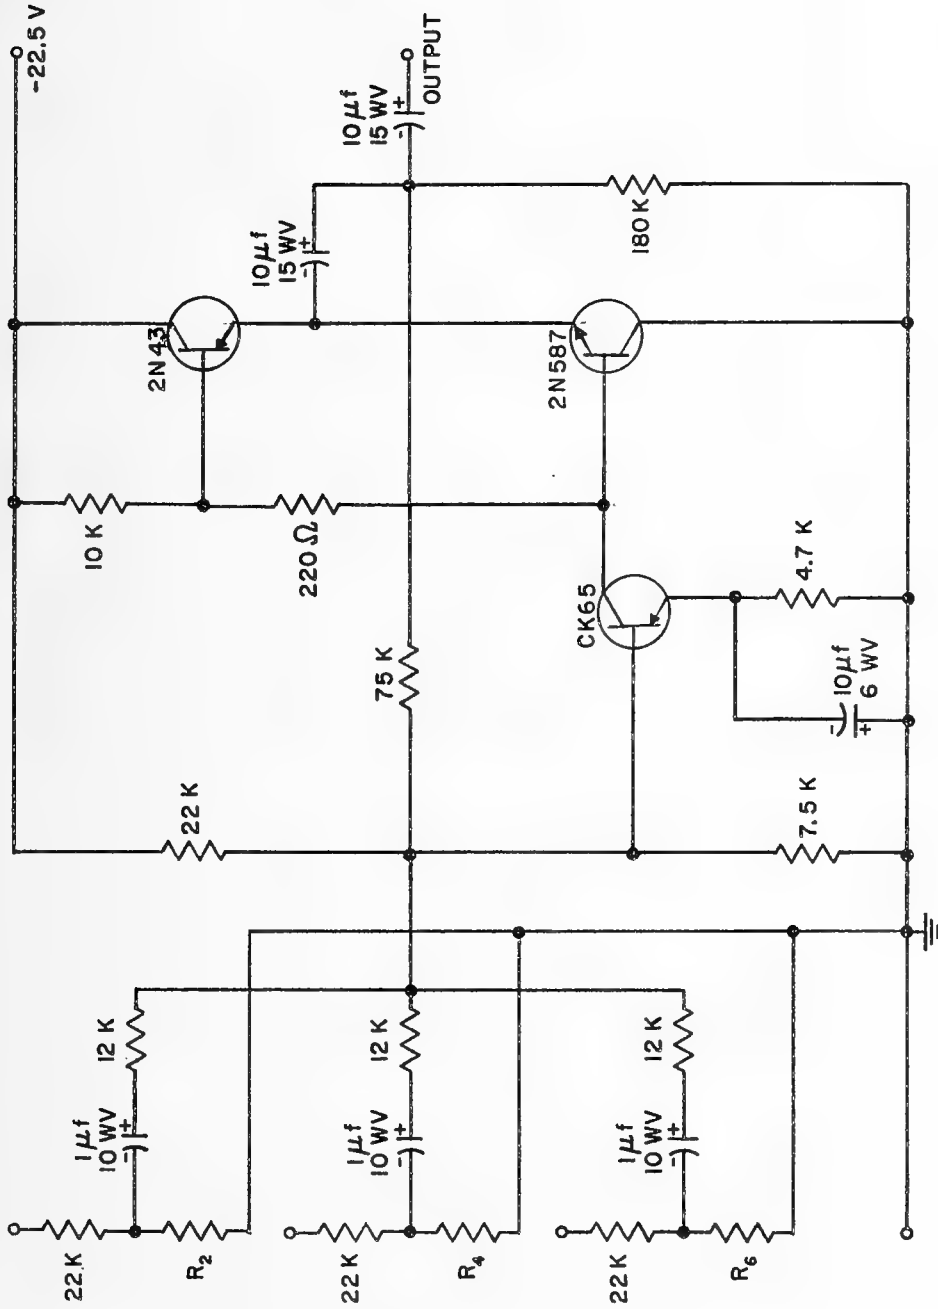 -22.5 V
2N43
10 K
10 μf
15 WV
10 μf
15 WV
- +
- +
OUTPUT
220 Ω
75 K
22 K
2N587
180 K
CK65
4.7 K
10 μf
6 WV
-
+
7.5 K
12 K
1 μf
10 WV
- +
22 K
R2
12 K
1 μf
10 WV
- +
22 K
R4
12 K
1 μf
10 WV
- +
22 K
R6